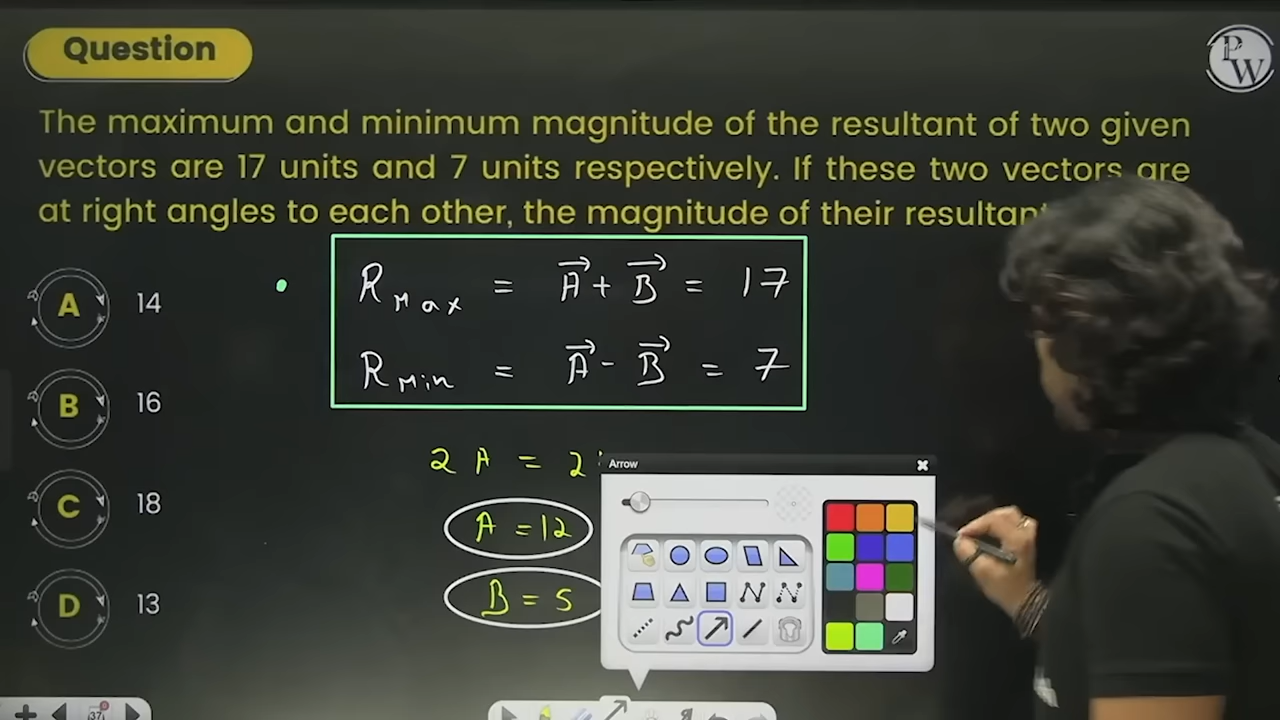 Question
PW
The maximum and minimum magnitude of the resultant of two given
vectors are 17 units and 7 units respectively. If these two vectors are
at right angles to each other, the magnitude of their resultant
R Max = A + B = 17
R Min = A - B = 7
A 14
B 16
C 18
D 13
2 A = 2
A = 12
B = 5
Arrow
37